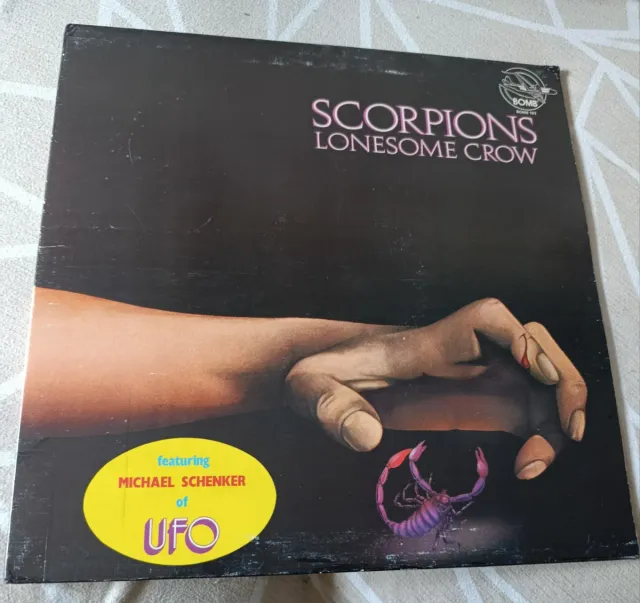 BOMB
SCORPIONS
LONESOME CROW
featuring
MICHAEL SCHENKER
of
UFO